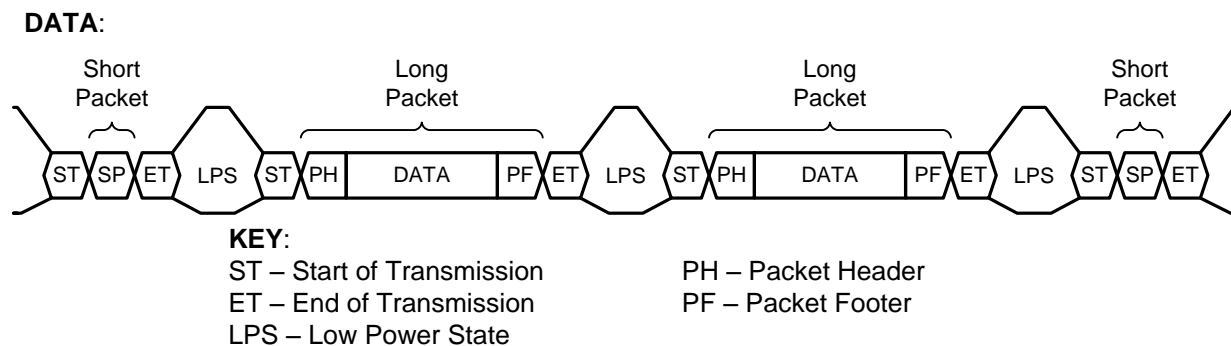 DATA:
Short Packet
Long Packet
Long Packet
Short Packet
ST SP ET LPS ST PH DATA PF ET LPS ST PH DATA PF ET LPS ST SP ET
KEY:
ST – Start of Transmission
PH – Packet Header
ET – End of Transmission
PF – Packet Footer
LPS – Low Power State